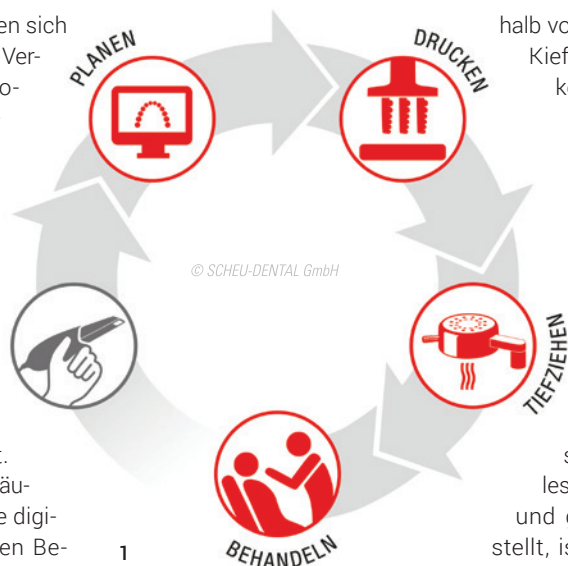 en sich
Ver-
o-
halb vo
Kief
k
PLANEN
DRUCKEN
© SCHEU-DENTAL GmbH
TIEFZIEHEN
BEHANDELN
t.
äu-
e digi-
en Be-
1
s
les
und
stellt, is